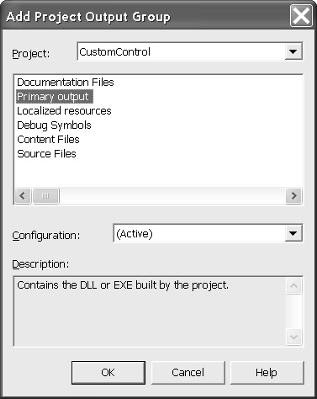 Add Project Output Group
Project: CustomControl
Documentation Files
Primary output
Localized resources
Debug Symbols
Content Files
Source Files
Configuration: (Active)
Description:
Contains the DLL or EXE built by the project.
OK Cancel Help